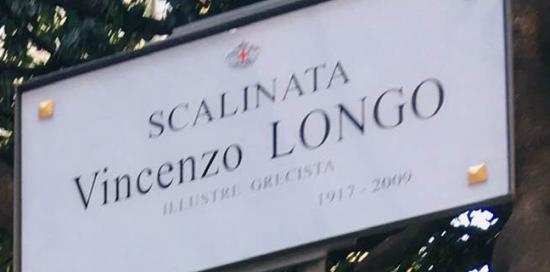 SCALINATA
Vincenzo LONGO
ILLUSTRE GRECISTA
1917 - 2009